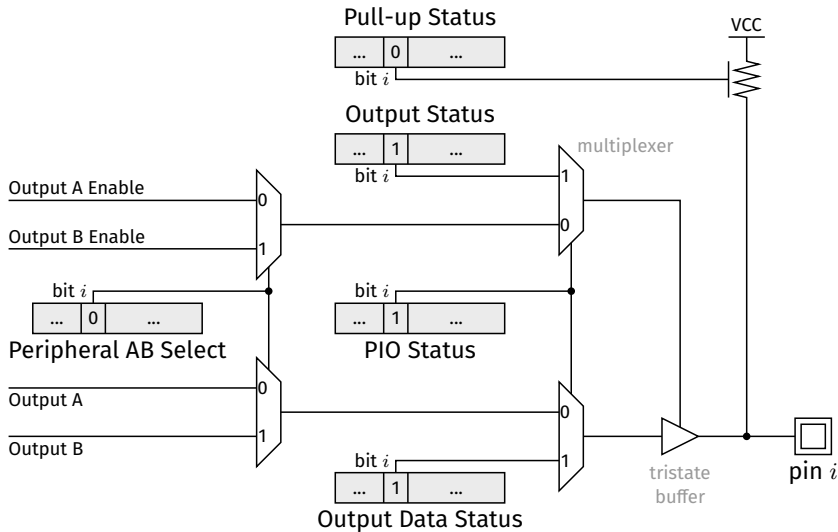 Pull-up Status
VCC
... 0 ...
bit i
Output Status
... 1 ...
bit i
multiplexer
1
Output A Enable
0
0
Output B Enable
1
bit i
... 0 ...
Peripheral AB Select
bit i
... 1 ...
PIO Status
0
Output A
0
1
Output B
bit i
1
... 1 ...
Output Data Status
tristate
buffer
pin i